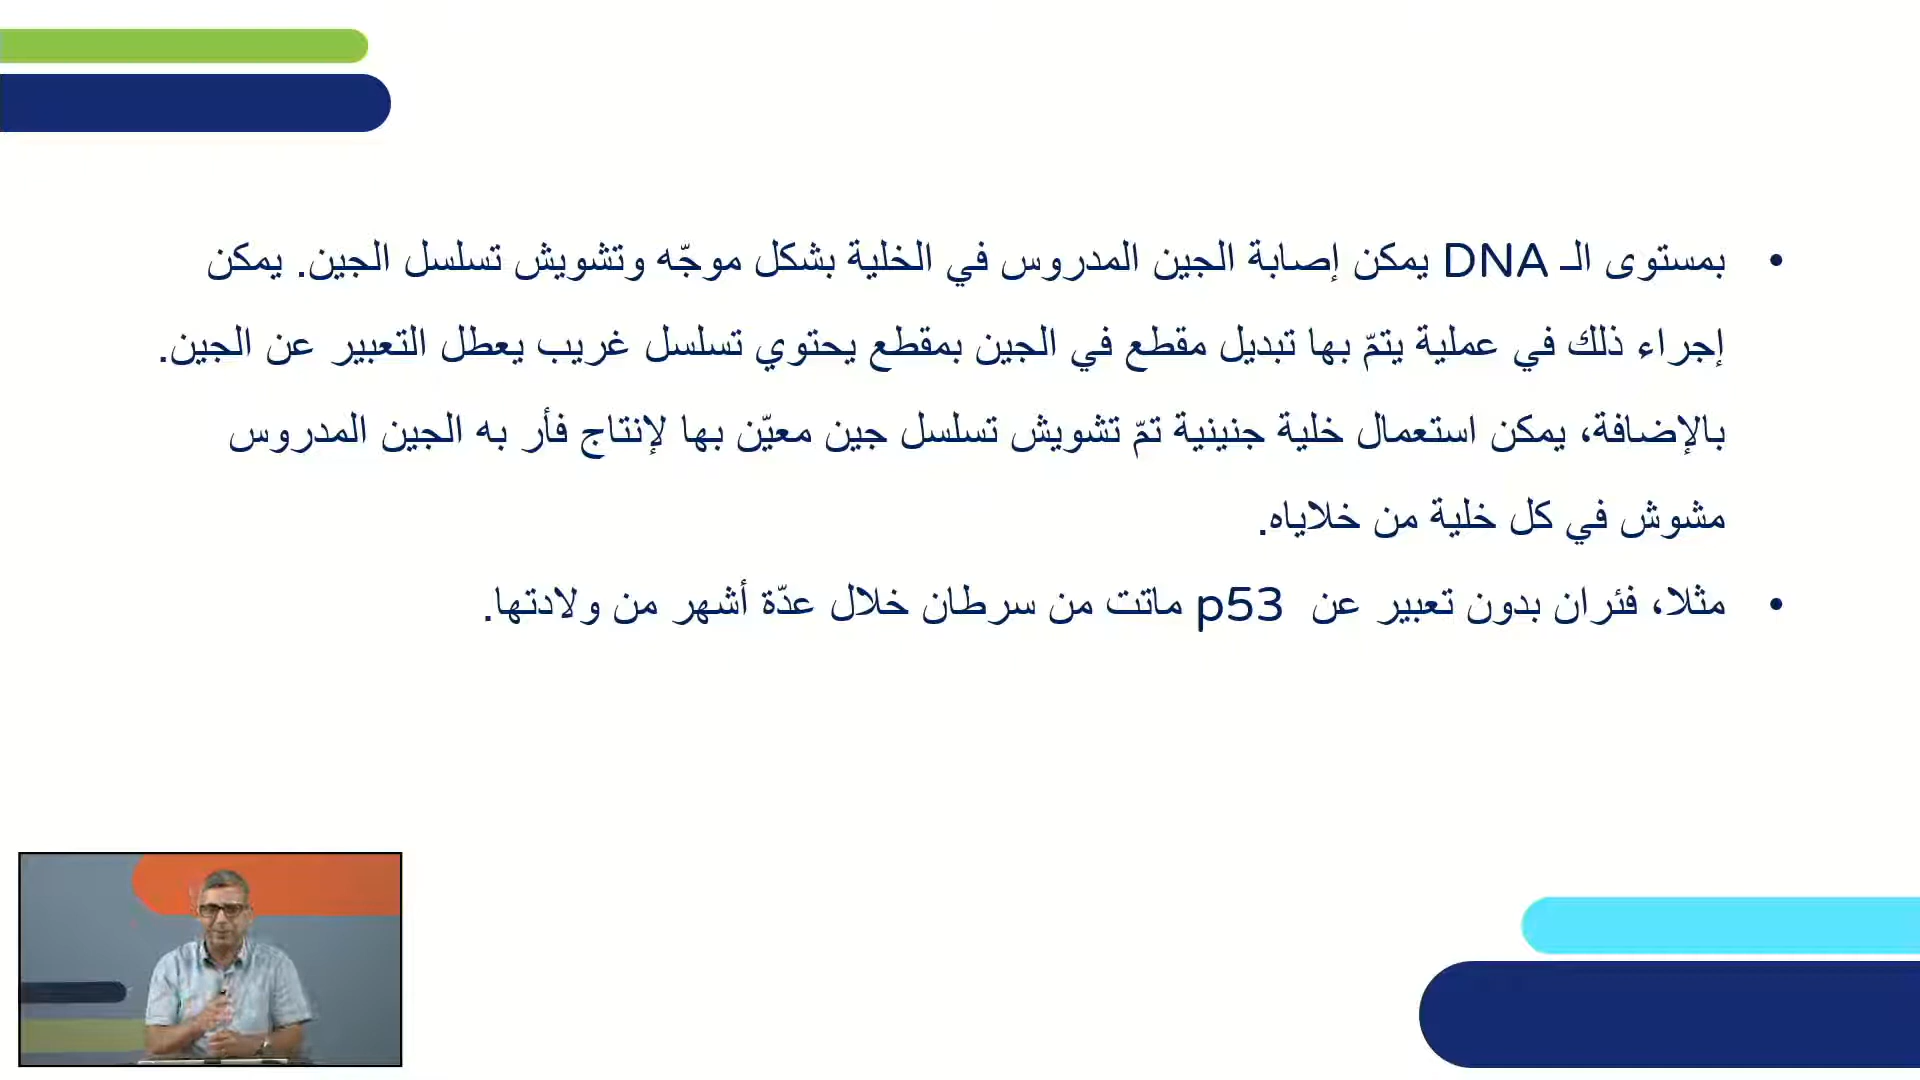 • بمستوى الـ DNA يمكن إصابة الجين المدروس في الخلية بشكل موجّه وتشويش تسلسل الجين. يمكن
إجراء ذلك في عملية يتمّ بها تبديل مقطع في الجين بمقطع يحتوي تسلسل غريب يعطل التعبير عن الجين.
بالإضافة، يمكن استعمال خلية جنينية تمّ تشويش تسلسل جين معيّن بها لإنتاج فأر به الجين المدروس
مشوش في كل خلية من خلاياه.
• مثلا، فئران بدون تعبير عن p53 ماتت من سرطان خلال عدّة أشهر من ولادتها.